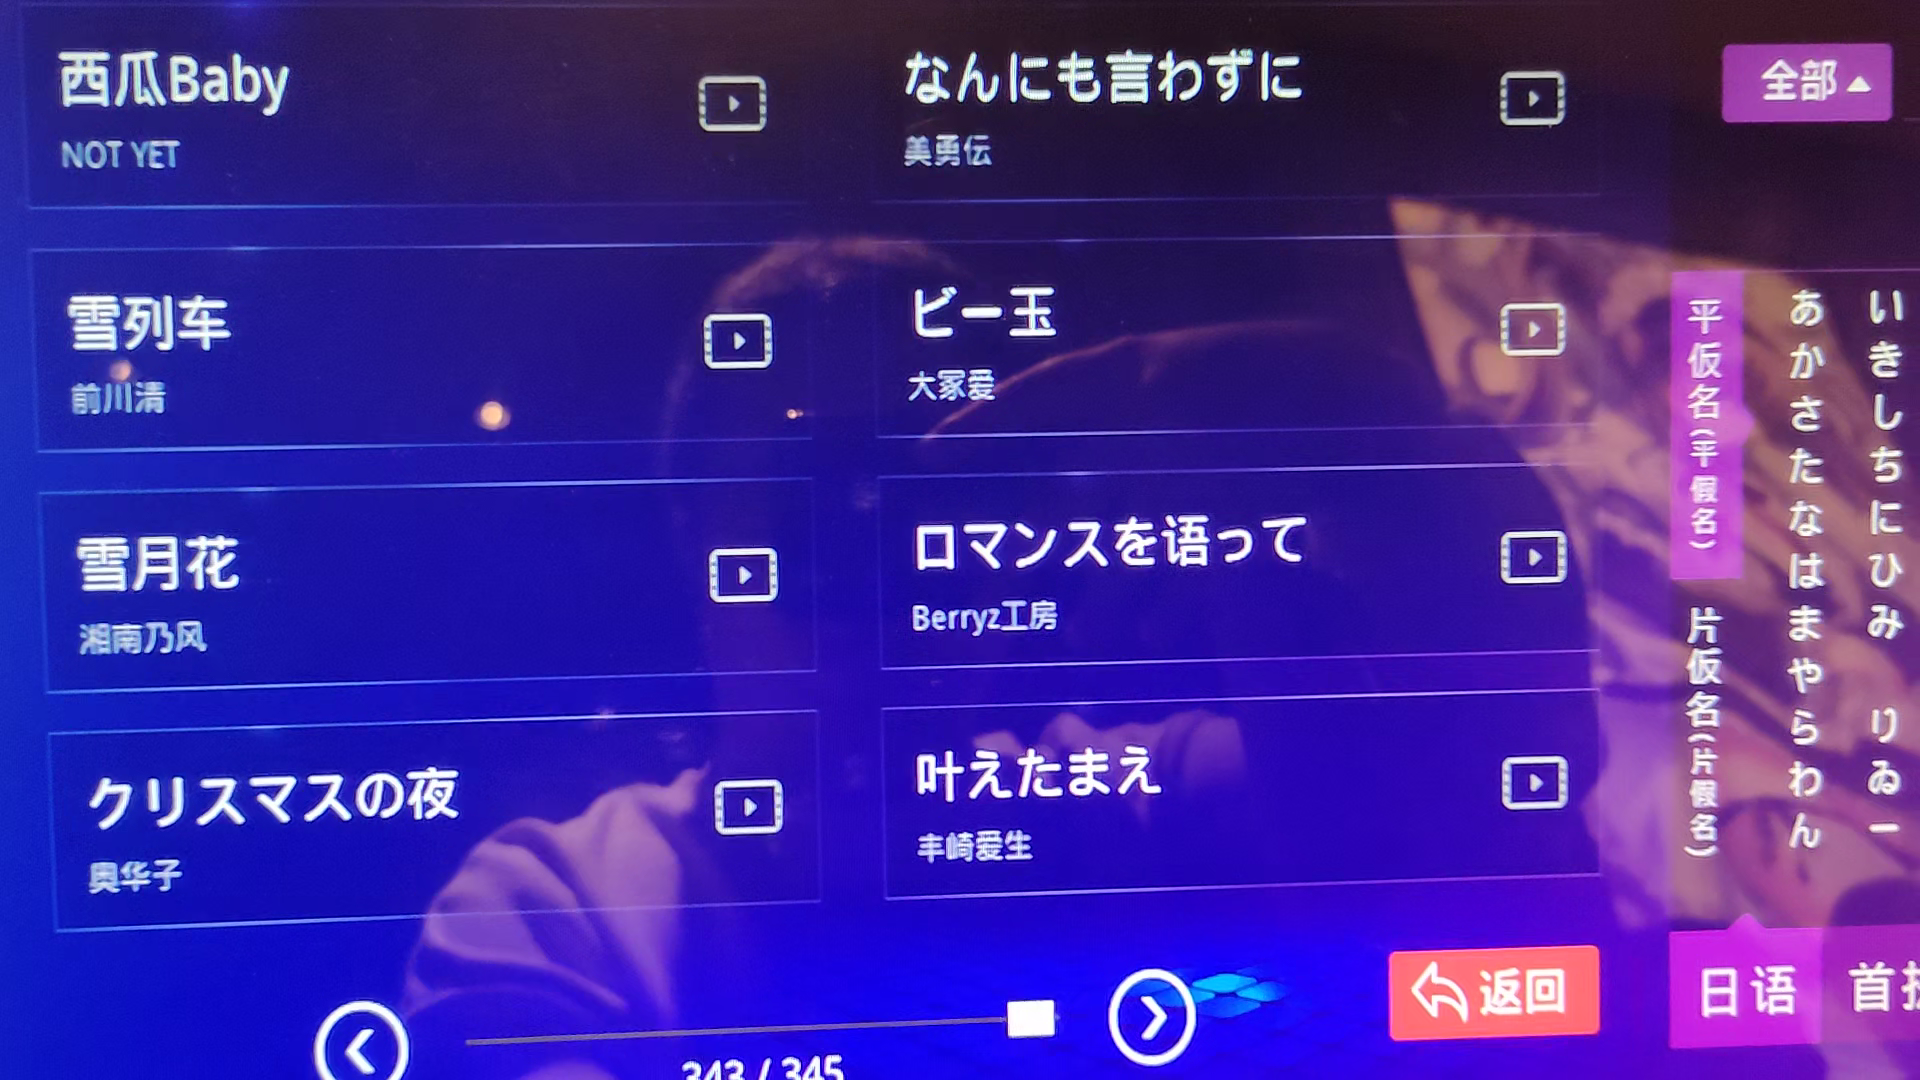 西瓜Baby
NOT YET
なんにも言わずに
美勇伝
全部
雪列车
前川清
ビー玉
大冢爱
雪月花
湘南乃风
ロマンスを语って
Berryz工房
クリスマスの夜
奥华子
叶えたまえ
丰崎爱生
平仮名(平假名)
片仮名(片假名)
あかさたなはまやらわん
いきしちにひみ りゐー
343 / 345
返回
日语
首